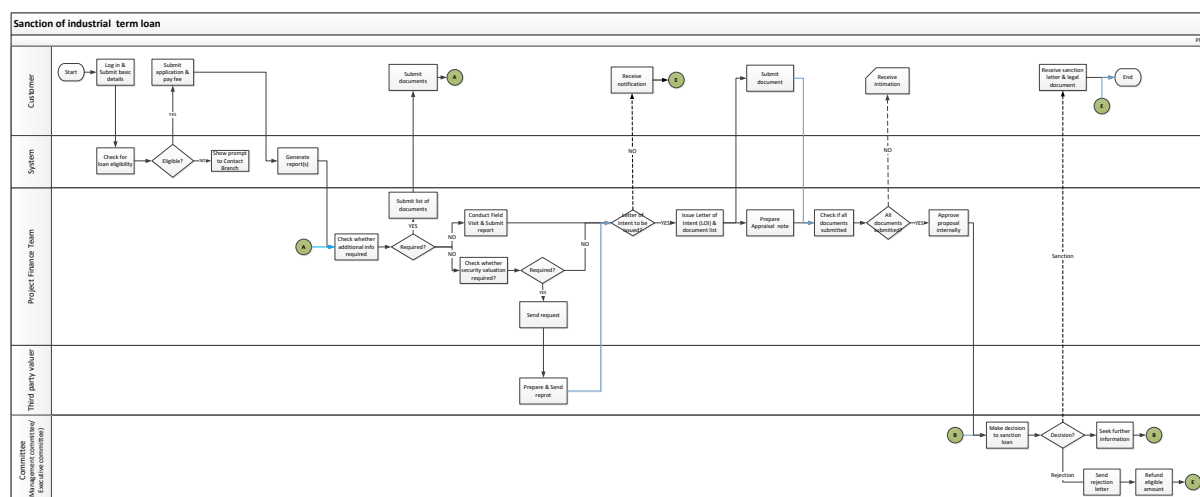 Sanction of industrial term loan
Customer
Start
Log in &
Submit basic
details
Submit
application &
pay fee
Submit
documents
A
Receive
notification
E
Submit
document
Receive
intimation
Receive sanction
letter & legal
document
End
E
YES
System
Check for
loan eligibility
Eligible?
NO
Show prompt
to Contact
Branch
Generate
report(s)
NO
NO
Project Finance Team
A
Check whether
additional info
required
Submit list of
documents
YES
Required?
NO
NO
Conduct Field
Visit & Submit
report
Check whether
security valuation
required?
Required?
NO
YES
Send request
Letter of
intent to be
issued?
YES
Issue Letter of
Intent (LOI) &
document list
Prepare
Appraisal note
Check if all
documents
submitted
All
documents
submitted?
YES
Approve
proposal
internally
Sanction
Third party valuer
Prepare & Send
reprot
Committee
Management committee/
Executive committee)
B
Make decision
to sanction
loan
Decision?
Seek further
information
B
Rejection
Send
rejection
letter
Refund
eligible
amount
E